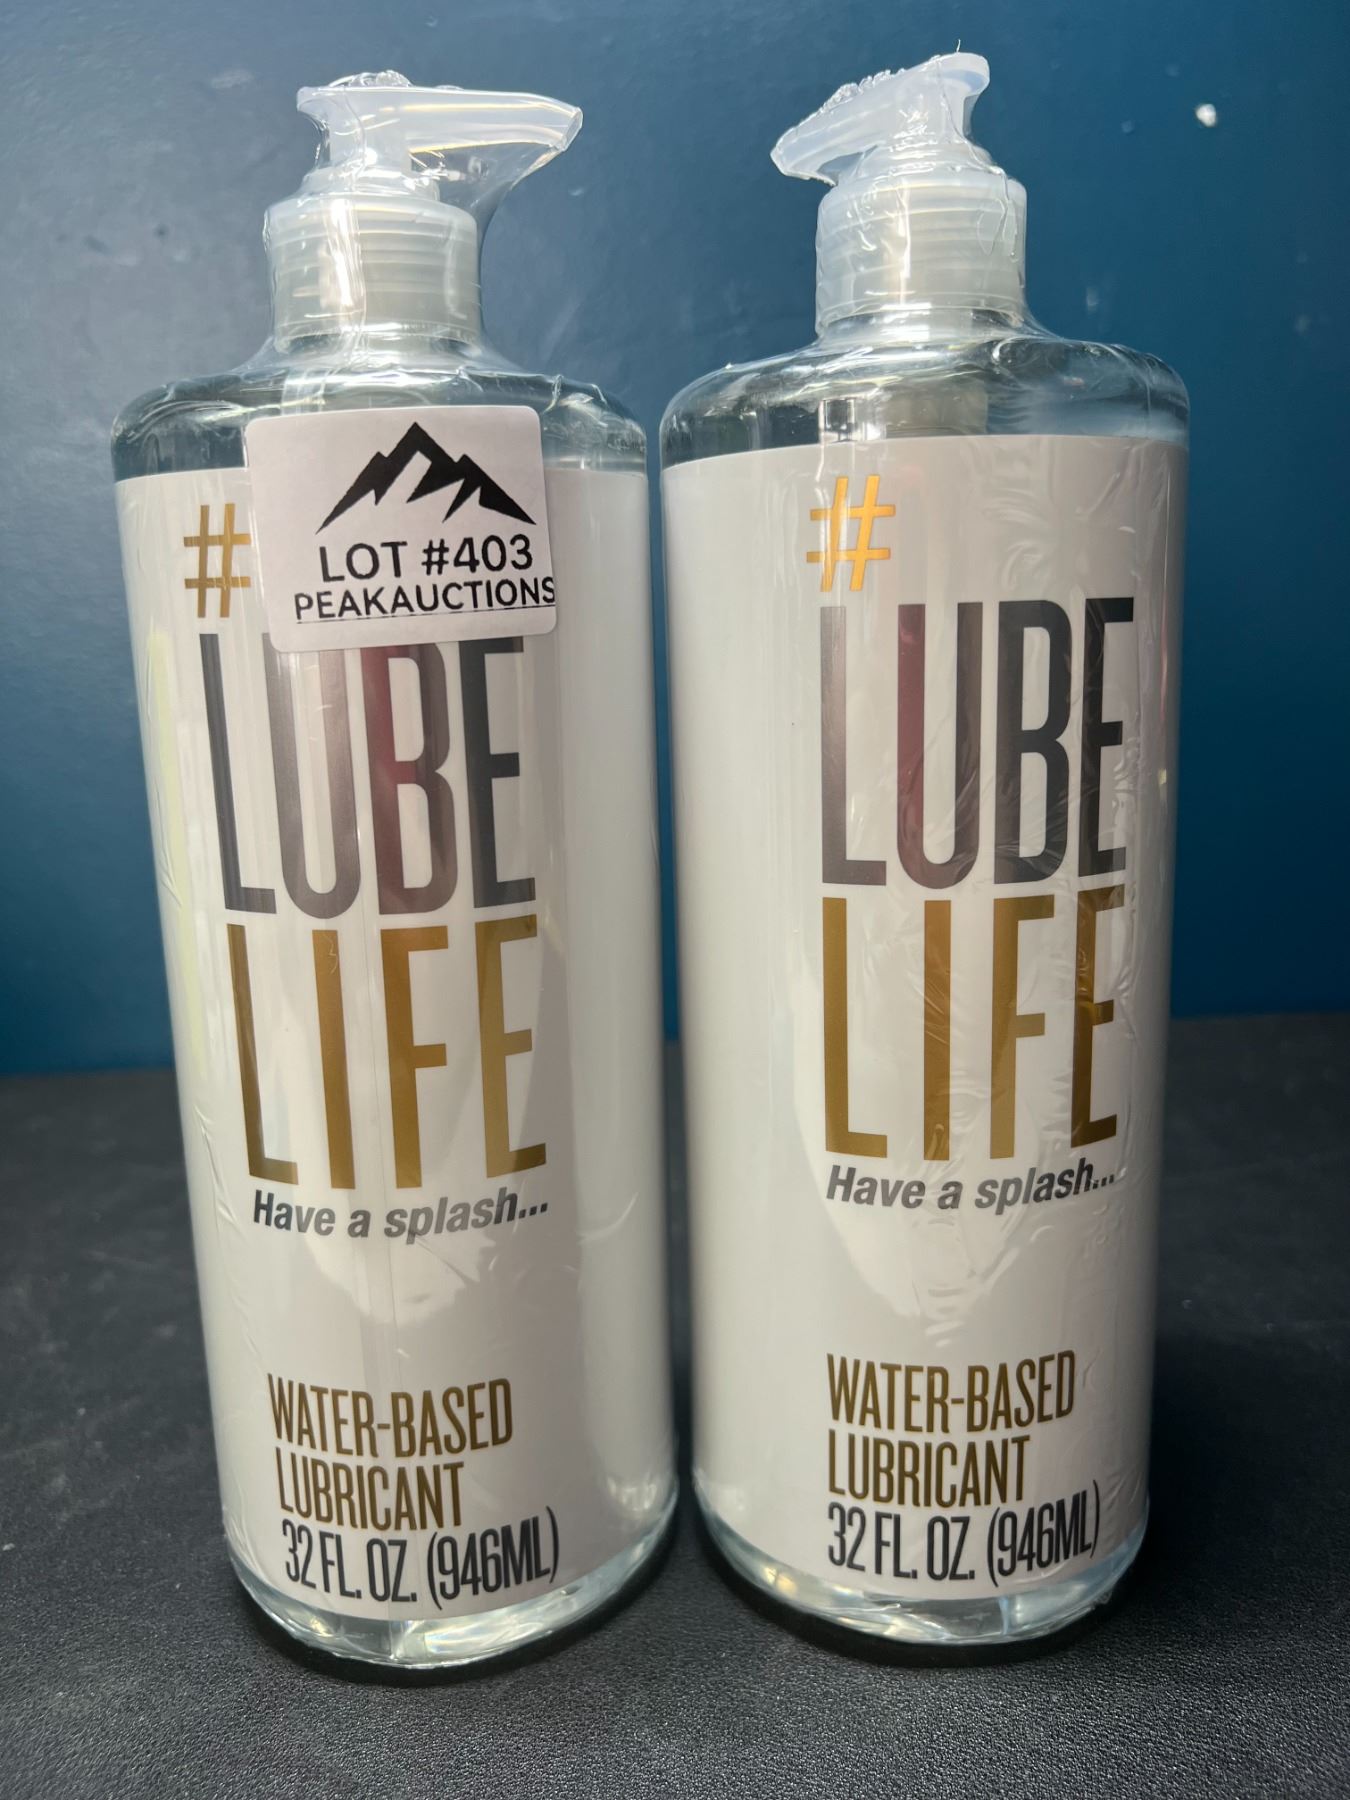 #
LOT #403
PEAKAUCTIONS
LUBE
LIFE
Have a splash...
WATER-BASED
LUBRICANT
32 FL. OZ. (946ML)
#
LUBE
LIFE
Have a splash...
WATER-BASED
LUBRICANT
32 FL. OZ. (946ML)